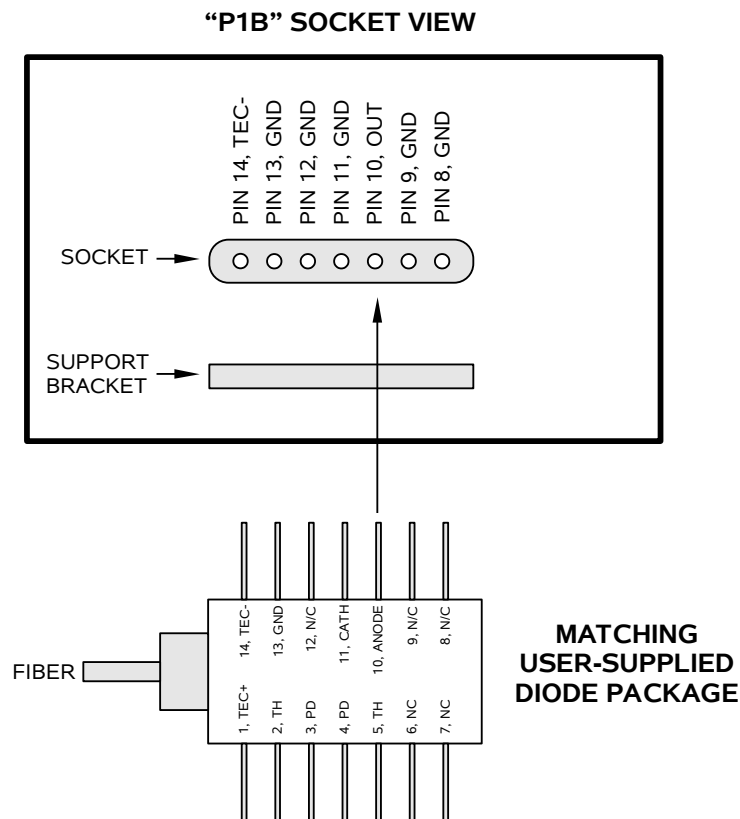 “P1B” SOCKET VIEW
PIN 14, TEC-
PIN 13, GND
PIN 12, GND
PIN 11, GND
PIN 10, OUT
PIN 9, GND
PIN 8, GND
SOCKET
SUPPORT
BRACKET
14, TEC-
13, GND
12, N/C
11, CATH
10, ANODE
9, N/C
8, N/C
FIBER
1, TEC+
2, TH
3, PD
4, PD
5, TH
6, NC
7, NC
MATCHING
USER-SUPPLIED
DIODE PACKAGE